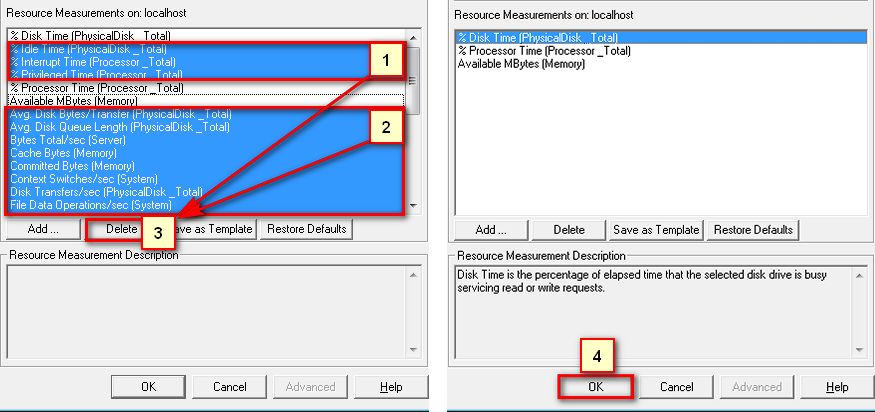 Resource Measurements on: localhost
% Disk Time (PhysicalDisk _Total)
% Idle Time (PhysicalDisk _Total)
% Interrupt Time (Processor _Total)
% Privileged Time (Processor _Total)
% Processor Time (Processor _Total)
Available MBytes (Memory)
Avg. Disk Bytes/Transfer (PhysicalDisk _Total)
Avg. Disk Queue Length (PhysicalDisk _Total)
Bytes Total/sec (Server)
Cache Bytes (Memory)
Committed Bytes (Memory)
Context Switches/sec (System)
Disk Transfers/sec (PhysicalDisk _Total)
File Data Operations/sec (System)
1
2
3
Add ... Delete ave as Template Restore Defaults
Resource Measurement Description
OK Cancel Advanced Help
Resource Measurements on: localhost
% Disk Time (PhysicalDisk _Total)
% Processor Time (Processor _Total)
Available MBytes (Memory)
Add ... Delete Save as Template Restore Defaults
Resource Measurement Description
Disk Time is the percentage of elapsed time that the selected disk drive is busy
servicing read or write requests.
4
OK Cancel Advanced Help